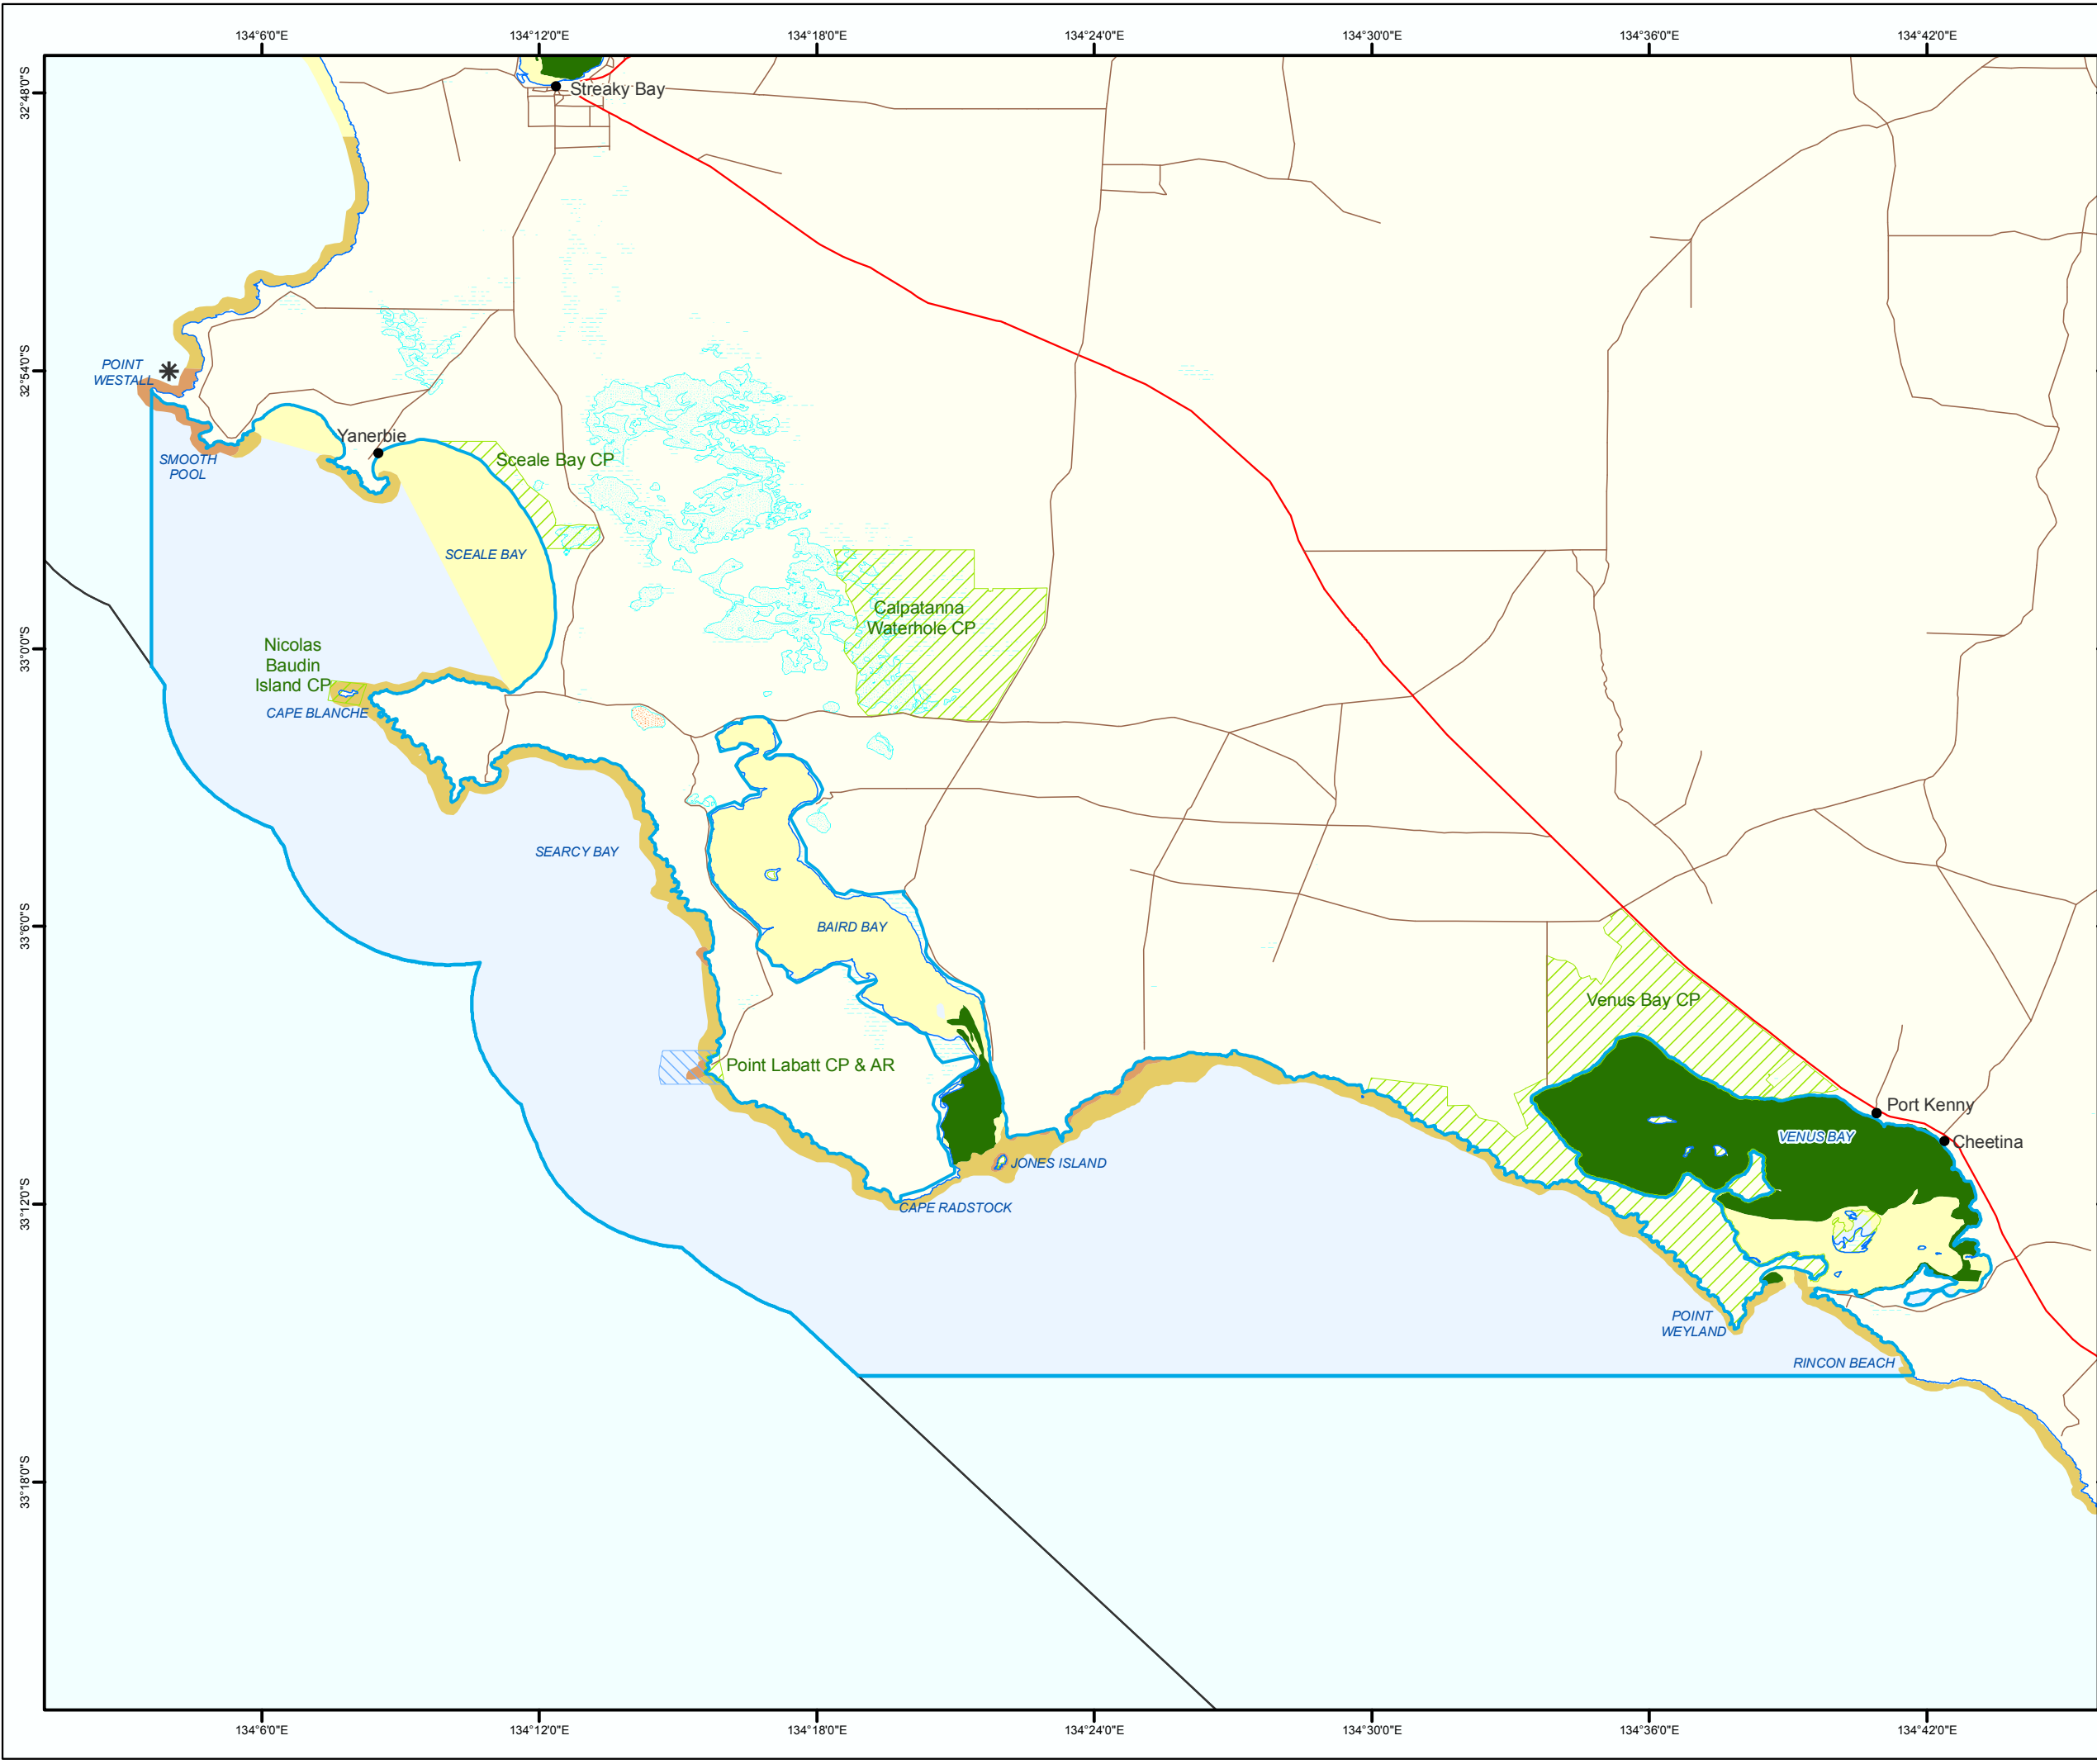 134°6'0"E
134°12'0"E
134°18'0"E
134°24'0"E
134°30'0"E
134°36'0"E
134°42'0"E
32°48'0"S
Streaky Bay
32°54'0"S
POINT
WESTALL
Yanerbie
SMOOTH
POOL
Sceale Bay CP
SCEALE BAY
Calpatanna
Waterhole CP
33°0'0"S
Nicolas
Baudin
Island CP
CAPE BLANCHE
SEARCY BAY
33°6'0"S
BAIRD BAY
Venus Bay CP
Point Labatt CP & AR
Port Kenny
VENUS BAY
Cheetina
JONES ISLAND
33°12'0"S
CAPE RADSTOCK
POINT
WEYLAND
RINCON BEACH
33°18'0"S
134°6'0"E
134°12'0"E
134°18'0"E
134°24'0"E
134°30'0"E
134°36'0"E
134°42'0"E